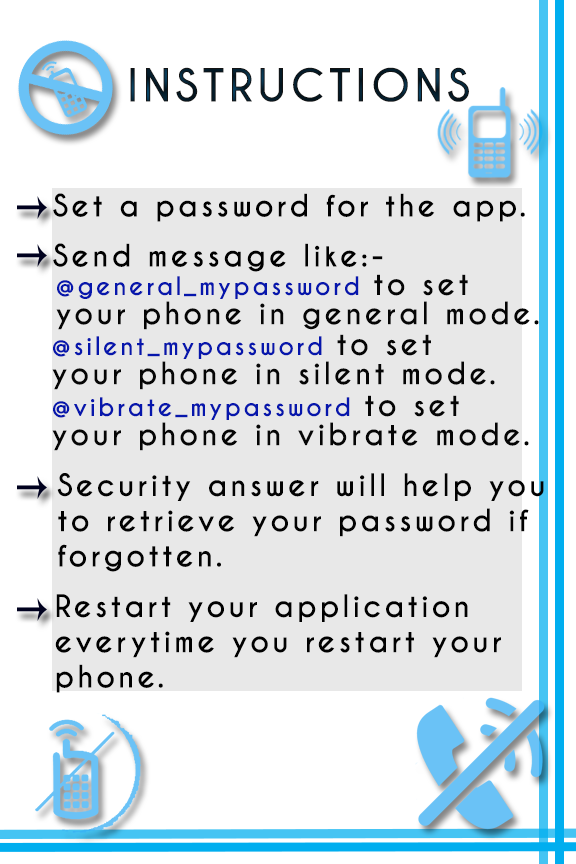 INSTRUCTIONS
Set a password for the app.
Send message like:-
@general_mypassword to set
your phone in general mode.
@silent_mypassword to set
your phone in silent mode.
@vibrate_mypassword to set
your phone in vibrate mode.
Security answer will help you
to retrieve your password if
forgotten.
Restart your application
everytime you restart your
phone.